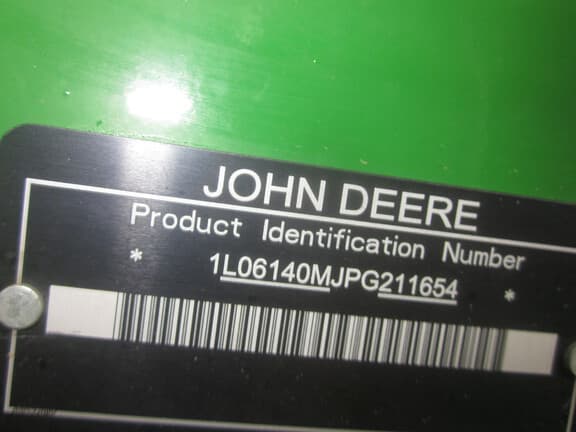 JOHN DEERE
Product Identification Number
* 1L06140MJPG211654 *